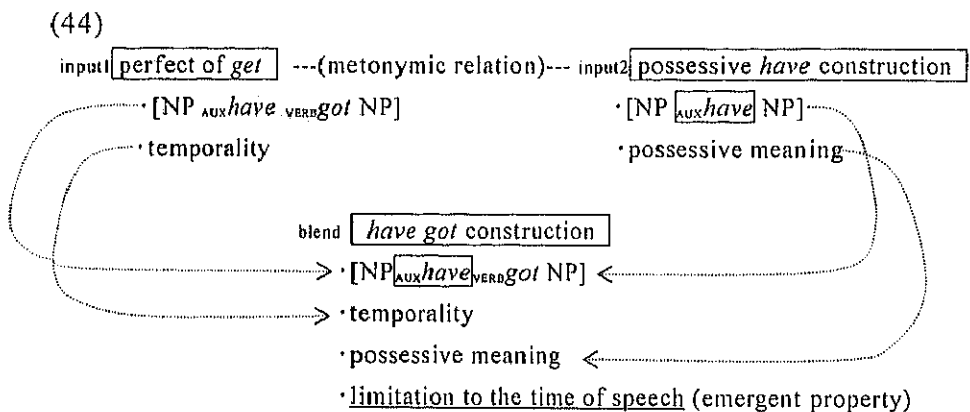 (44)
input1 perfect of get ---(metonymic relation)--- input2 possessive have construction
·[NP AUXhave VERBgot NP] ·[NP AUXhave NP]
·temporality ·possessive meaning
blend have got construction
·[NP AUXhave VERBgot NP]
·temporality
·possessive meaning
·limitation to the time of speech (emergent property)